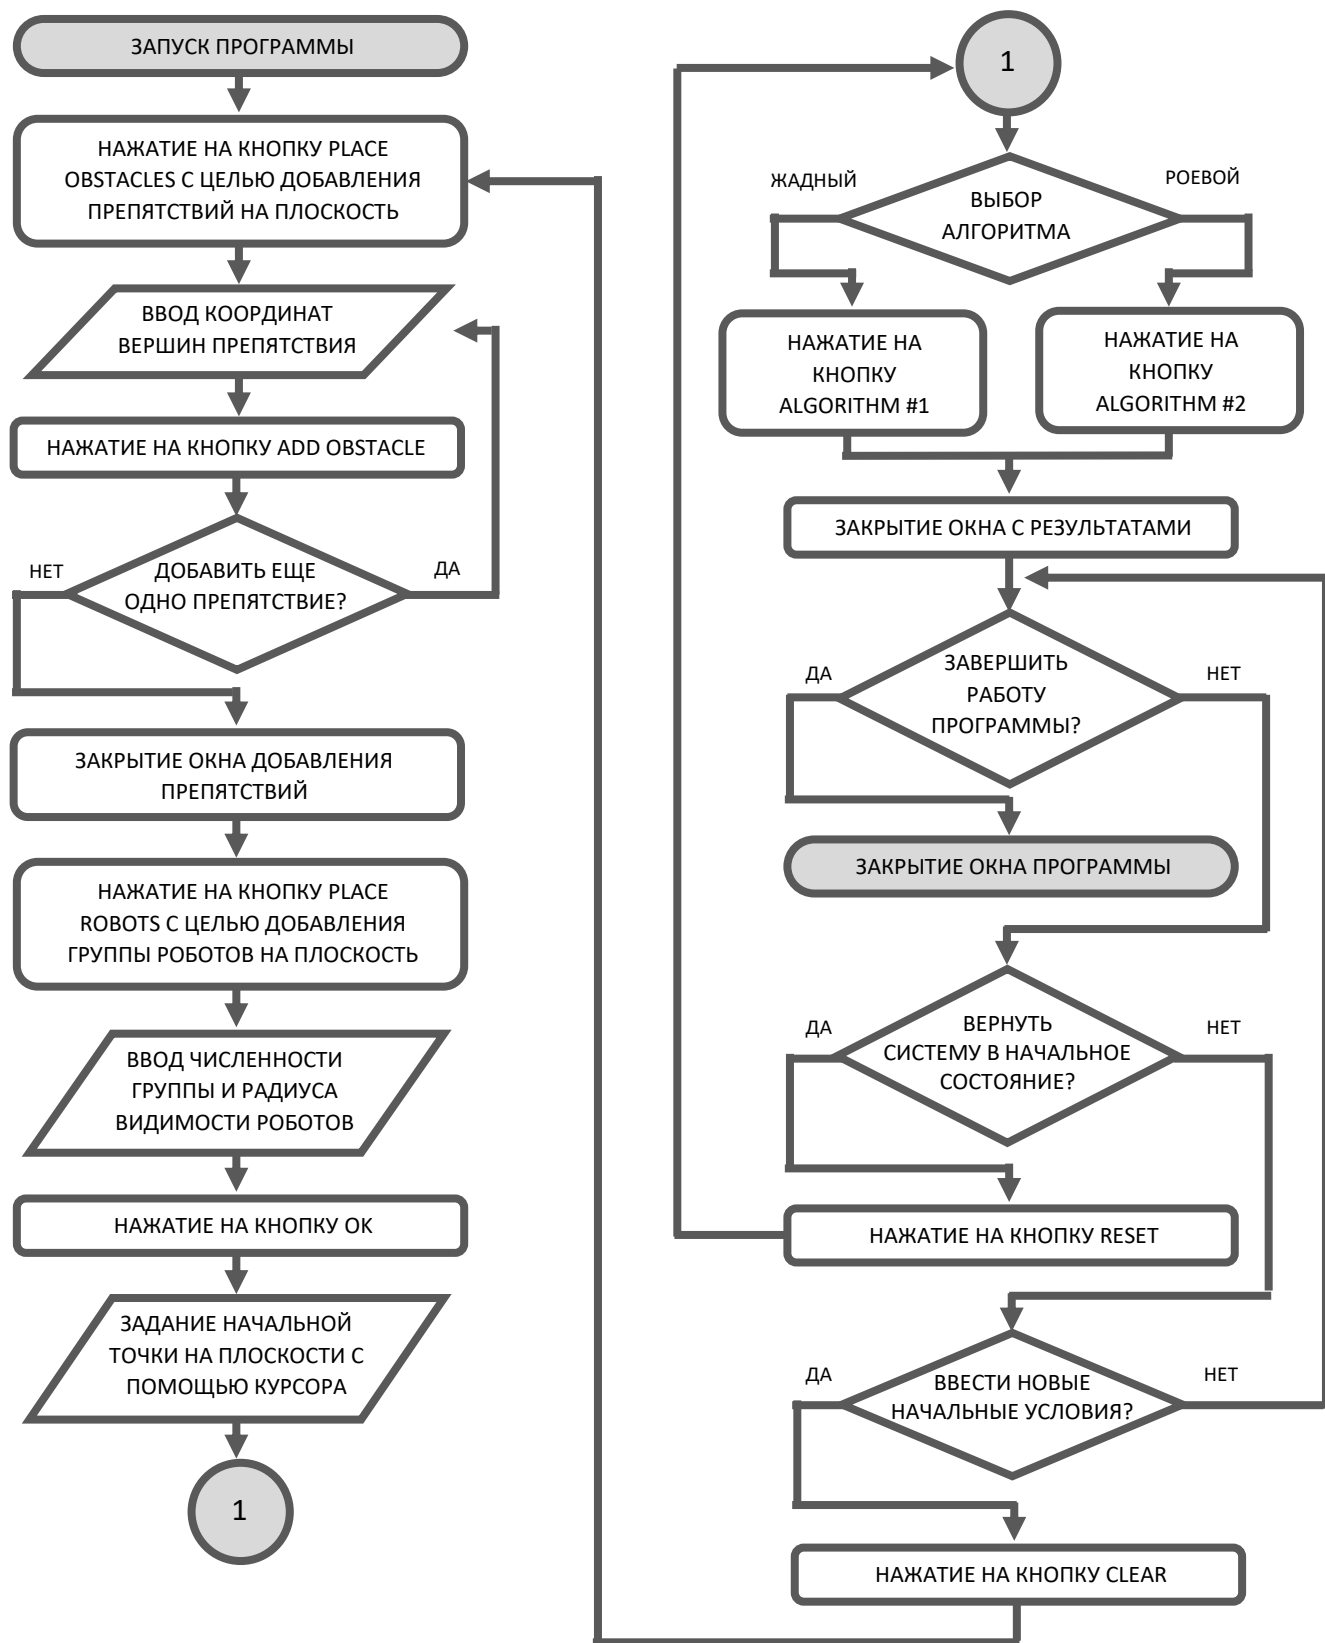 ЗАПУСК ПРОГРАММЫ
НАЖАТИЕ НА КНОПКУ PLACE
OBSTACLES С ЦЕЛЬЮ ДОБАВЛЕНИЯ
ПРЕПЯТСТВИЙ НА ПЛОСКОСТЬ
ВВОД КООРДИНАТ
ВЕРШИН ПРЕПЯТСТВИЯ
НАЖАТИЕ НА КНОПКУ ADD OBSTACLE
НЕТ
ДОБАВИТЬ ЕЩЕ
ОДНО ПРЕПЯТСТВИЕ?
ДА
ЗАКРЫТИЕ ОКНА ДОБАВЛЕНИЯ
ПРЕПЯТСТВИЙ
НАЖАТИЕ НА КНОПКУ PLACE
ROBOTS С ЦЕЛЬЮ ДОБАВЛЕНИЯ
ГРУППЫ РОБОТОВ НА ПЛОСКОСТЬ
ВВОД ЧИСЛЕННОСТИ
ГРУППЫ И РАДИУСА
ВИДИМОСТИ РОБОТОВ
НАЖАТИЕ НА КНОПКУ OK
ЗАДАНИЕ НАЧАЛЬНОЙ
ТОЧКИ НА ПЛОСКОСТИ С
ПОМОЩЬЮ КУРСОРА
1
1
ЖАДНЫЙ
ВЫБОР
АЛГОРИТМА
РОЕВОЙ
НАЖАТИЕ НА
КНОПКУ
ALGORITHM #1
НАЖАТИЕ НА
КНОПКУ
ALGORITHM #2
ЗАКРЫТИЕ ОКНА С РЕЗУЛЬТАТАМИ
ДА
ЗАВЕРШИТЬ
РАБОТУ
ПРОГРАММЫ?
НЕТ
ЗАКРЫТИЕ ОКНА ПРОГРАММЫ
ДА
ВЕРНУТЬ
СИСТЕМУ В НАЧАЛЬНОЕ
СОСТОЯНИЕ?
НЕТ
НАЖАТИЕ НА КНОПКУ RESET
ДА
ВВЕСТИ НОВЫЕ
НАЧАЛЬНЫЕ УСЛОВИЯ?
НЕТ
НАЖАТИЕ НА КНОПКУ CLEAR